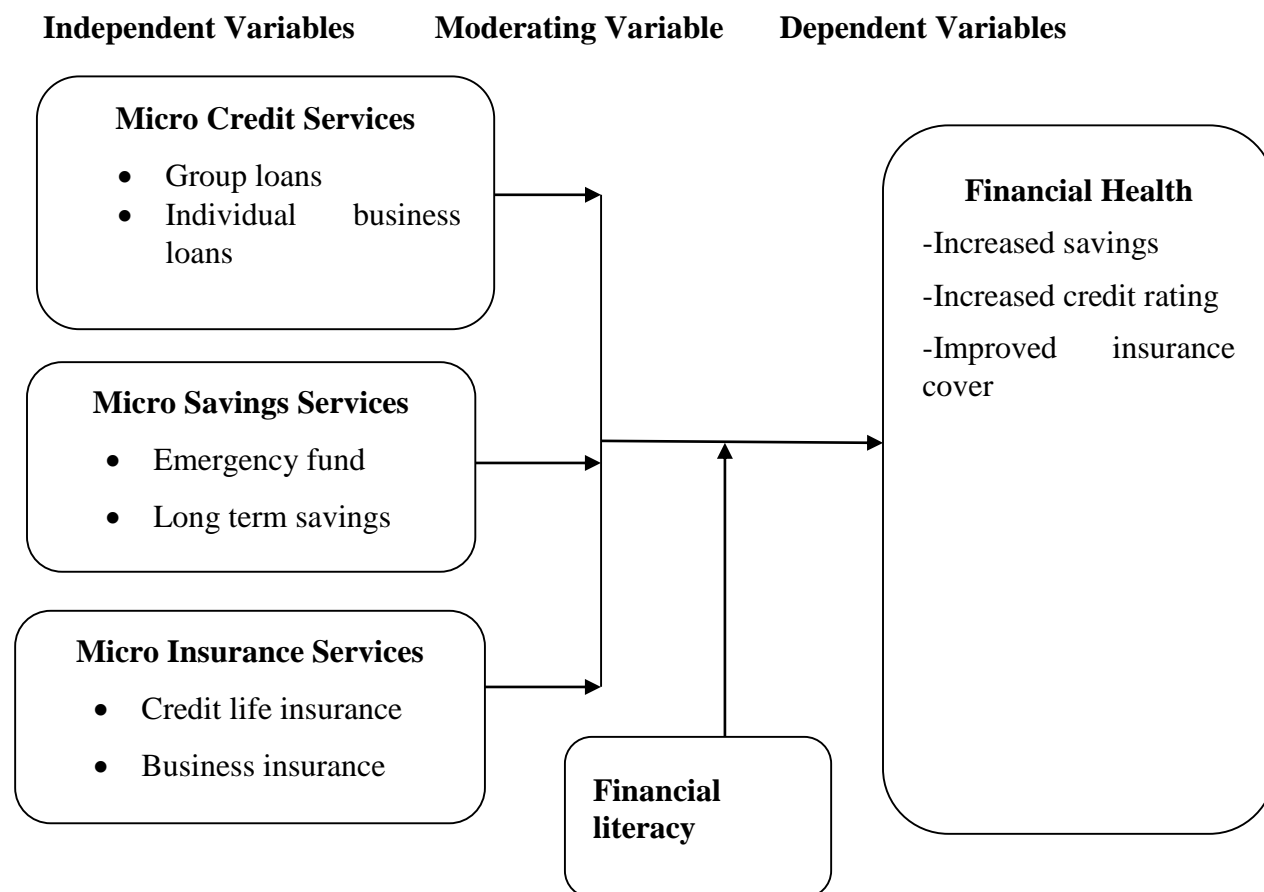 Independent Variables Moderating Variable Dependent Variables
Micro Credit Services
• Group loans
• Individual business
loans
Micro Savings Services
• Emergency fund
• Long term savings
Micro Insurance Services
• Credit life insurance
• Business insurance
Financial
literacy
Financial Health
-Increased savings
-Increased credit rating
-Improved insurance
cover